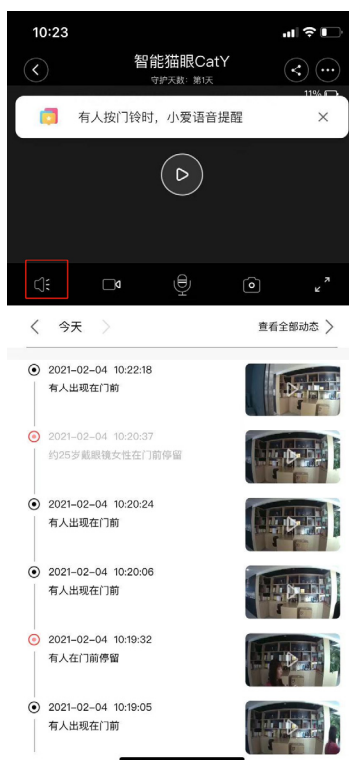 10:23
智能猫眼CatY
守护天数：第1天
11%
有人按门铃时，小爱语音提醒
今天
查看全部动态
2021-02-04 10:22:18
有人出现在门前
2021-02-04 10:20:37
约25岁戴眼镜女性在门前停留
2021-02-04 10:20:24
有人出现在门前
2021-02-04 10:20:06
有人出现在门前
2021-02-04 10:19:32
有人在门前停留
2021-02-04 10:19:05
有人出现在门前